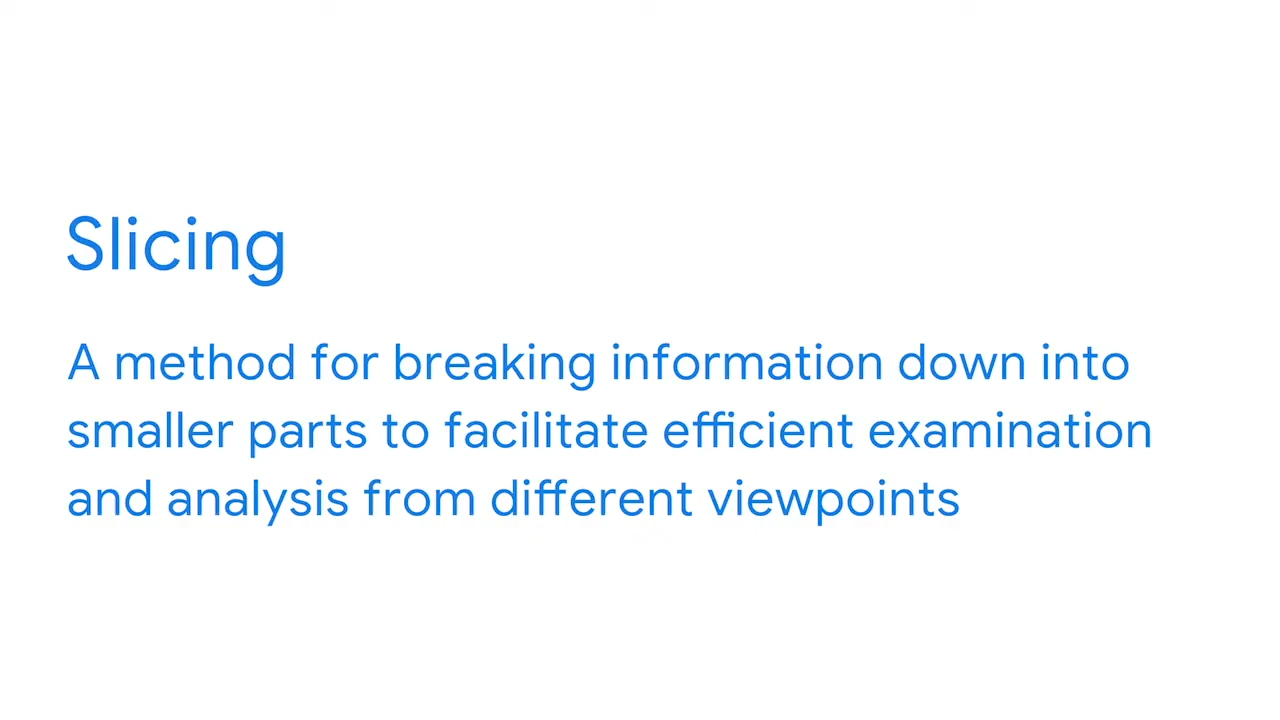 Slicing
A method for breaking information down into
smaller parts to facilitate efficient examination
and analysis from different viewpoints